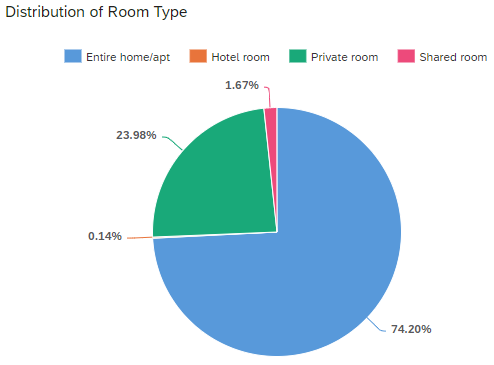 Distribution of Room Type
Entire home/apt Hotel room Private room Shared room
1.67%
23.98%
0.14%
74.20%